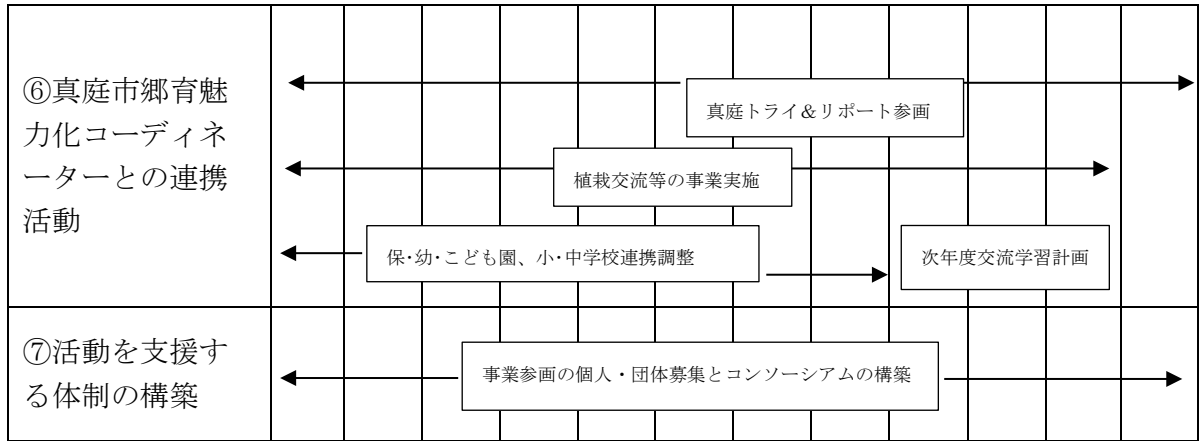 ⑥真庭市郷育魅
力化コーディネ
ーターとの連携
活動
真庭トライ&リポート参画
植栽交流等の事業実施
保・幼・こども園、小・中学校連携調整
次年度交流学習計画
⑦活動を支援す
る体制の構築
事業参画の個人・団体募集とコンソーシアムの構築